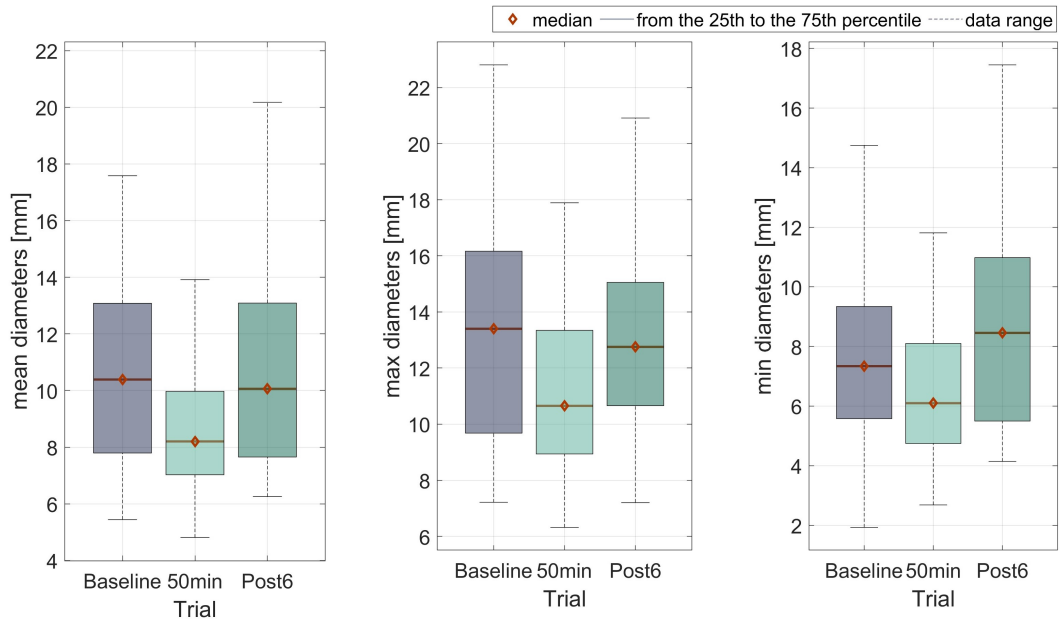 median from the 25th to the 75th percentile data range
mean diameters [mm]
22
20
18
16
14
12
10
8
6
4
Baseline 50min Post6
Trial
max diameters [mm]
22
20
18
16
14
12
10
8
6
Baseline 50min Post6
Trial
min diameters [mm]
18
16
14
12
10
8
6
4
2
Baseline 50min Post6
Trial